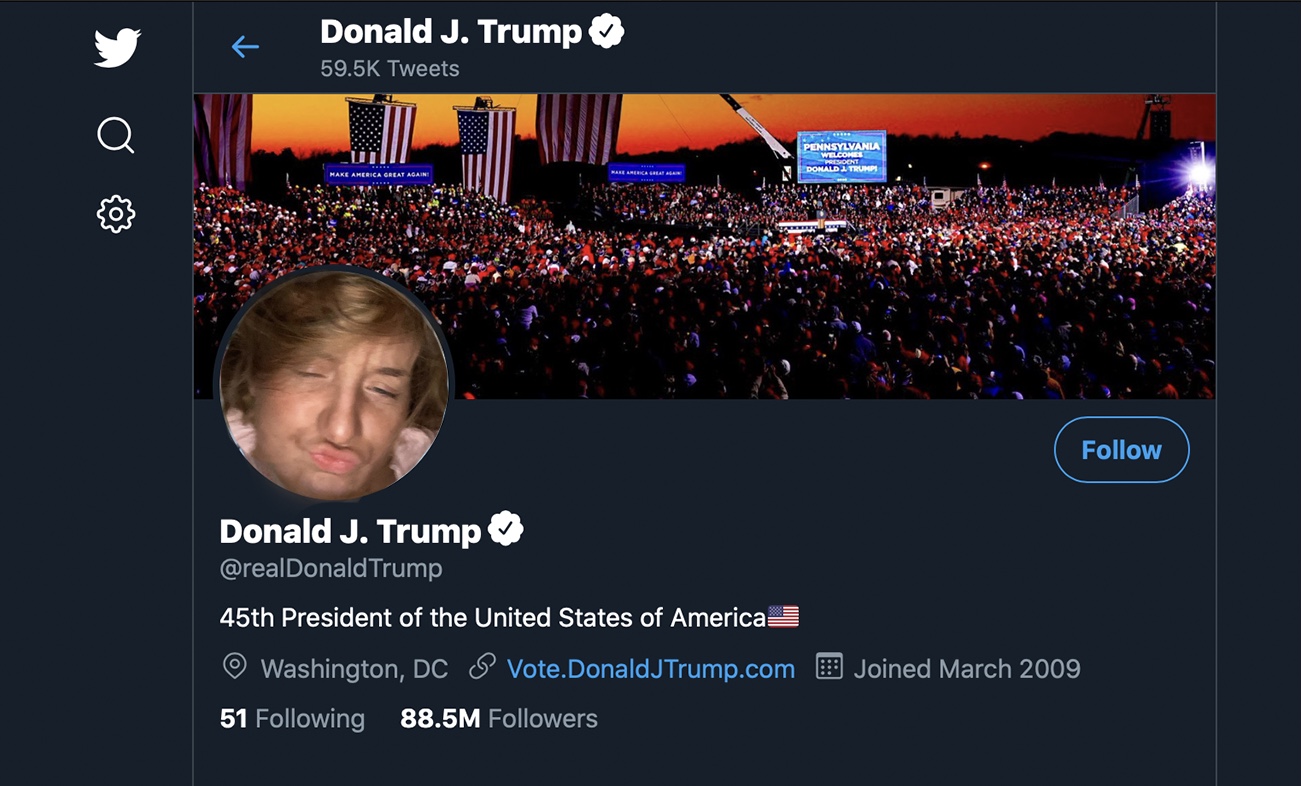 Donald J. Trump
59.5K Tweets
MAKE AMERICA GREAT AGAIN!
MAKE AMERICA GREAT AGAIN!
PENNSYLVANIA
WELCOMES
PRESIDENT
DONALD J. TRUMP!
Follow
Donald J. Trump
@realDonaldTrump
45th President of the United States of America🇺🇸
Washington, DC Vote.DonaldJTrump.com Joined March 2009
51 Following 88.5M Followers